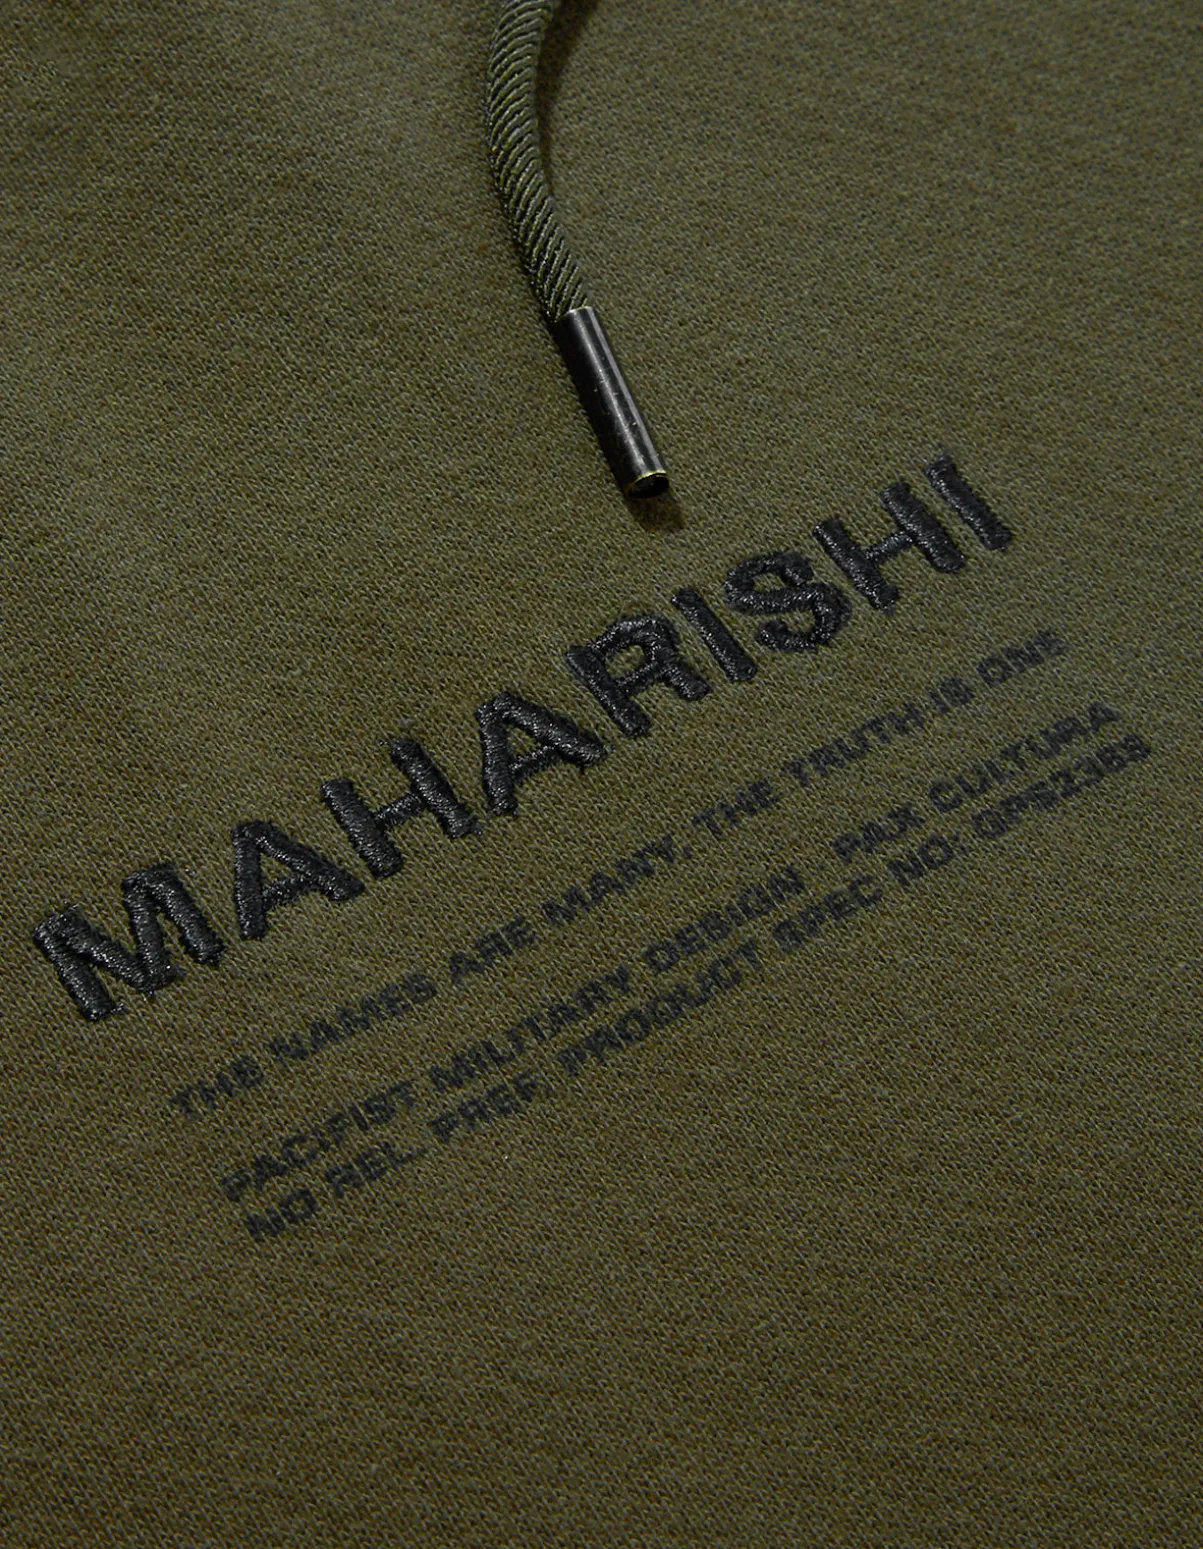 MAHARISHI
THE NAMES ARE MANY. THE TRUTH IS ONE
PACIFIST MILITARY DESIGN PAX CULTURA
NO REL. PREF. PRODUCT SPEC NO: